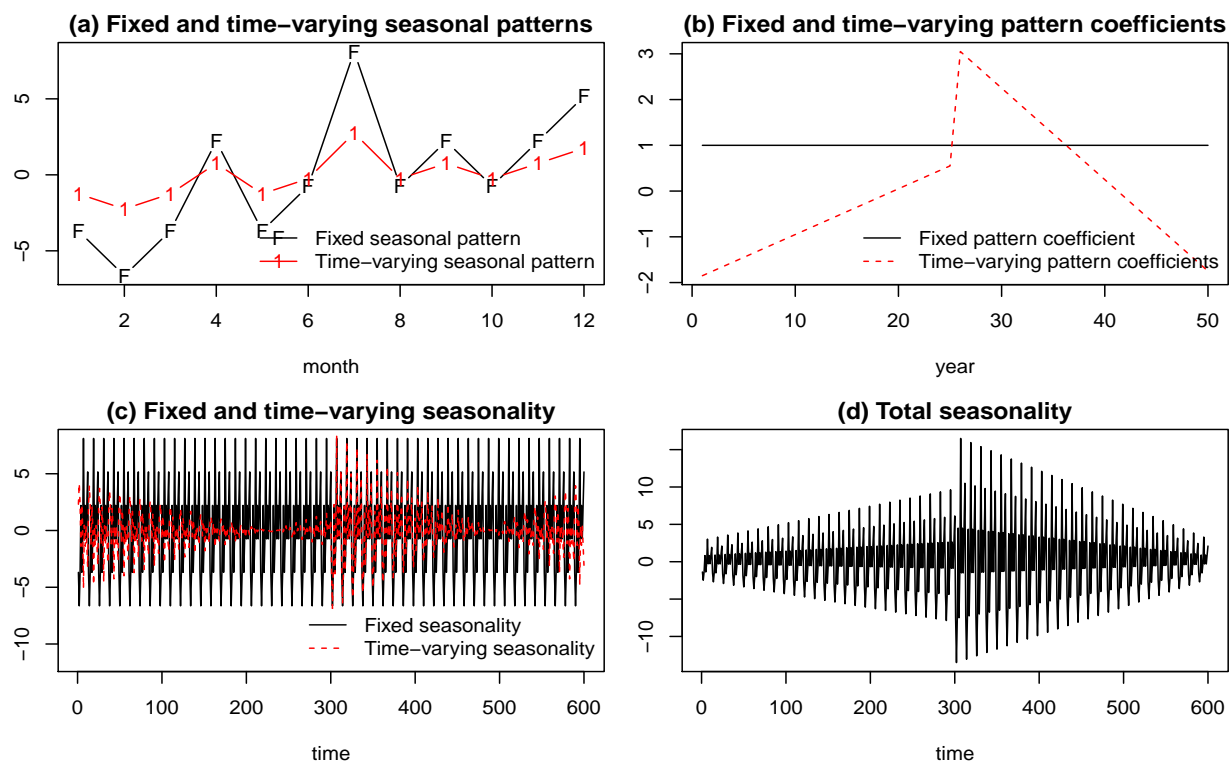 (a) Fixed and time−varying seasonal patterns
5
0
−5
F F F F F F F F F F F F
1 1 1 1 1 1 1 1 1 1 1 1
F Fixed seasonal pattern
1 Time−varying seasonal pattern
2 4 6 8 10 12
month
(b) Fixed and time−varying pattern coefficients
3
2
1
0
−1
−2
Fixed pattern coefficient
Time−varying pattern coefficients
0 10 20 30 40 50
year
(c) Fixed and time−varying seasonality
5
0
−5
−10
Fixed seasonality
Time−varying seasonality
0 100 200 300 400 500 600
time
(d) Total seasonality
10
5
0
−10
0 100 200 300 400 500 600
time